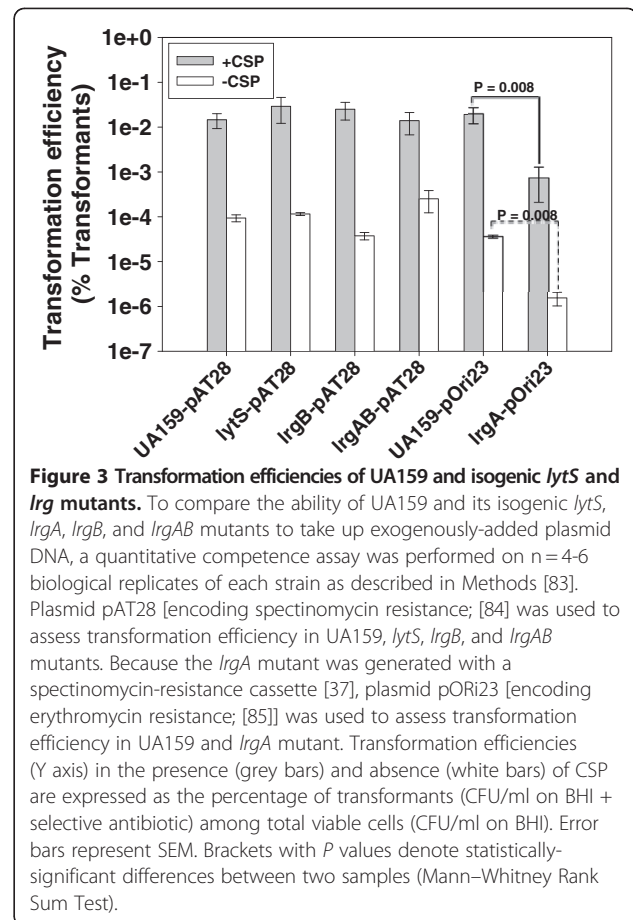 1e+0
1e-1
1e-2
1e-3
1e-4
1e-5
1e-6
1e-7
Transformation efficiency
(% Transformants)
+CSP
-CSP
P = 0.008
P = 0.008
UA159-pAT28
lytS-pAT28
lrgB-pAT28
lrgAB-pAT28
UA159-pOri23
lrgA-pOri23
Figure 3 Transformation efficiencies of UA159 and isogenic lytS and
lrg mutants. To compare the ability of UA159 and its isogenic lytS,
lrgA, lrgB, and lrgAB mutants to take up exogenously-added plasmid
DNA, a quantitative competence assay was performed on n = 4-6
biological replicates of each strain as described in Methods [83].
Plasmid pAT28 [encoding spectinomycin resistance; [84] was used to
assess transformation efficiency in UA159, lytS, lrgB, and lrgAB
mutants. Because the lrgA mutant was generated with a
spectinomycin-resistance cassette [37], plasmid pORi23 [encoding
erythromycin resistance; [85]] was used to assess transformation
efficiency in UA159 and lrgA mutant. Transformation efficiencies
(Y axis) in the presence (grey bars) and absence (white bars) of CSP
are expressed as the percentage of transformants (CFU/ml on BHI +
selective antibiotic) among total viable cells (CFU/ml on BHI). Error
bars represent SEM. Brackets with P values denote statistically-
significant differences between two samples (Mann–Whitney Rank
Sum Test).